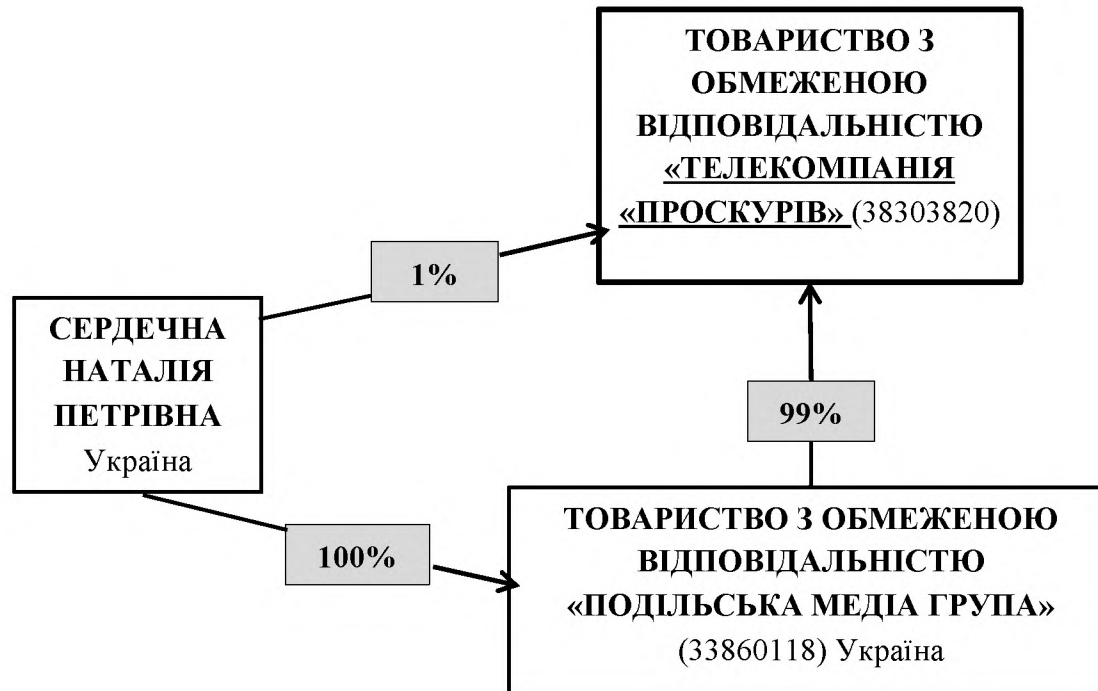 ТОВАРИСТВО З
ОБМЕЖЕНОЮ
ВІДПОВІДАЛЬНІСТЮ
«ТЕЛЕКОМПАНІЯ
«ПРОСКУРІВ» (38303820)
1%
СЕРДЕЧНА
НАТАЛІЯ
ПЕТРІВНА
Україна
99%
100%
ТОВАРИСТВО З ОБМЕЖЕНОЮ
ВІДПОВІДАЛЬНІСТЮ
«ПОДІЛЬСЬКА МЕДІА ГРУПА»
(33860118) Україна